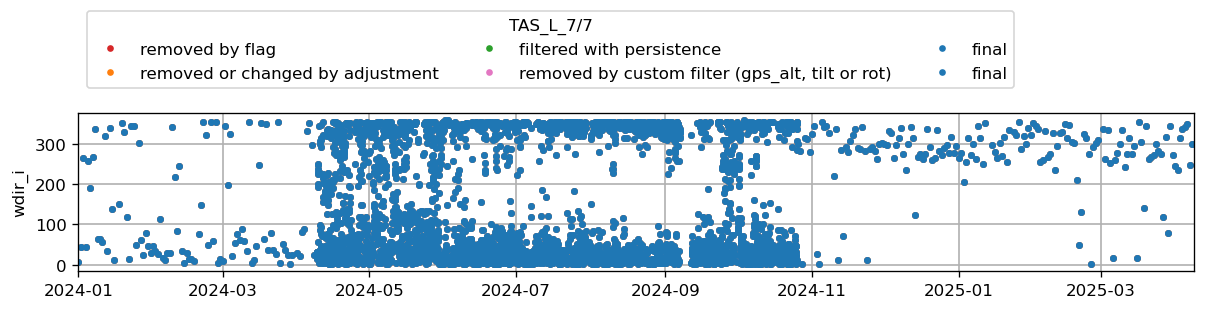 TAS_L_7/7
removed by flag
filtered with persistence
final
removed or changed by adjustment
removed by custom filter (gps_alt, tilt or rot)
final
wdir_i
300
200
100
0
2024-01
2024-03
2024-05
2024-07
2024-09
2024-11
2025-01
2025-03